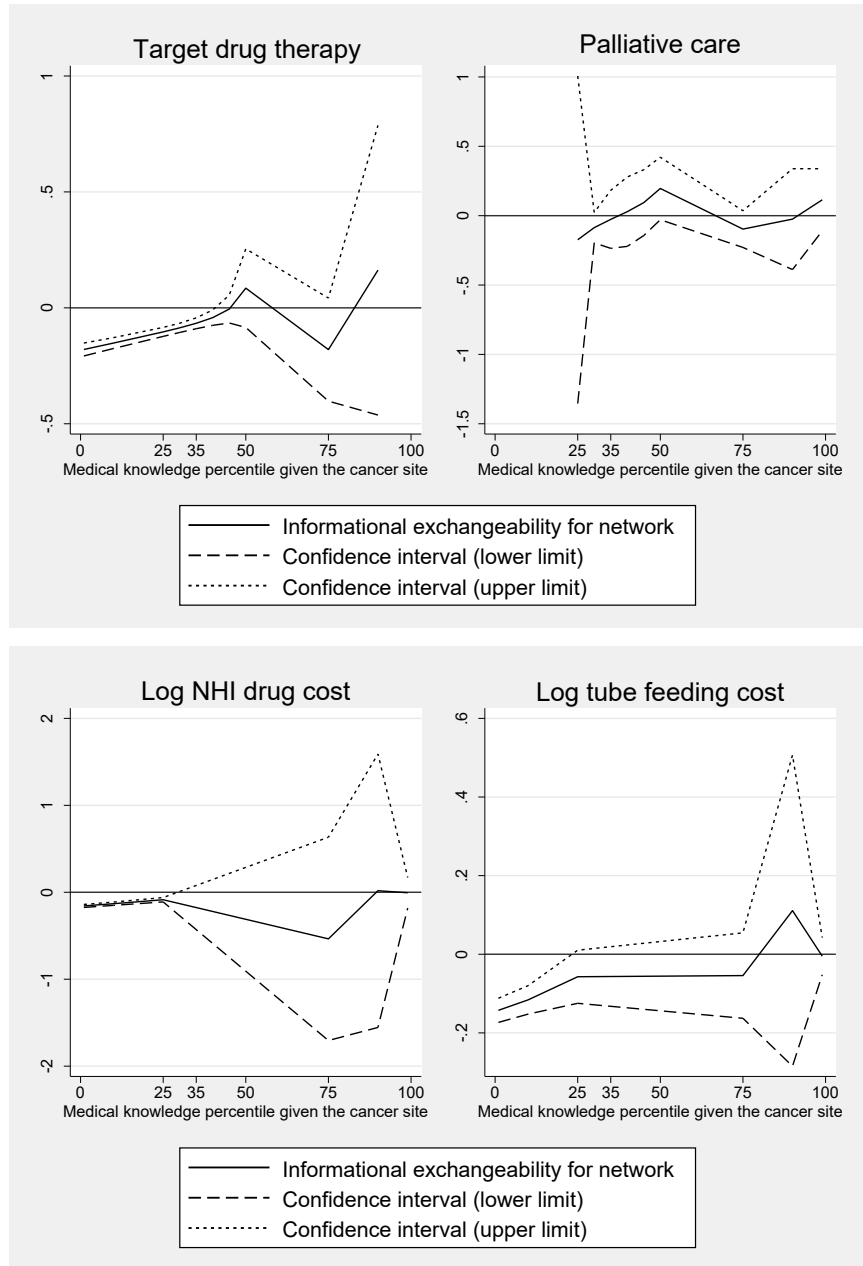 Target drug therapy
1
.5
0
-.5
0 25 35 50 75 100
Medical knowledge percentile given the cancer site
Palliative care
1
.5
0
-.5
-1
-1.5
0 25 35 50 75 100
Medical knowledge percentile given the cancer site
Informational exchangeability for network
Confidence interval (lower limit)
Confidence interval (upper limit)
Log NHI drug cost
2
1
0
-1
-2
0 25 35 50 75 100
Medical knowledge percentile given the cancer site
Log tube feeding cost
.6
.4
.2
0
-.2
0 25 35 50 75 100
Medical knowledge percentile given the cancer site
Informational exchangeability for network
Confidence interval (lower limit)
Confidence interval (upper limit)